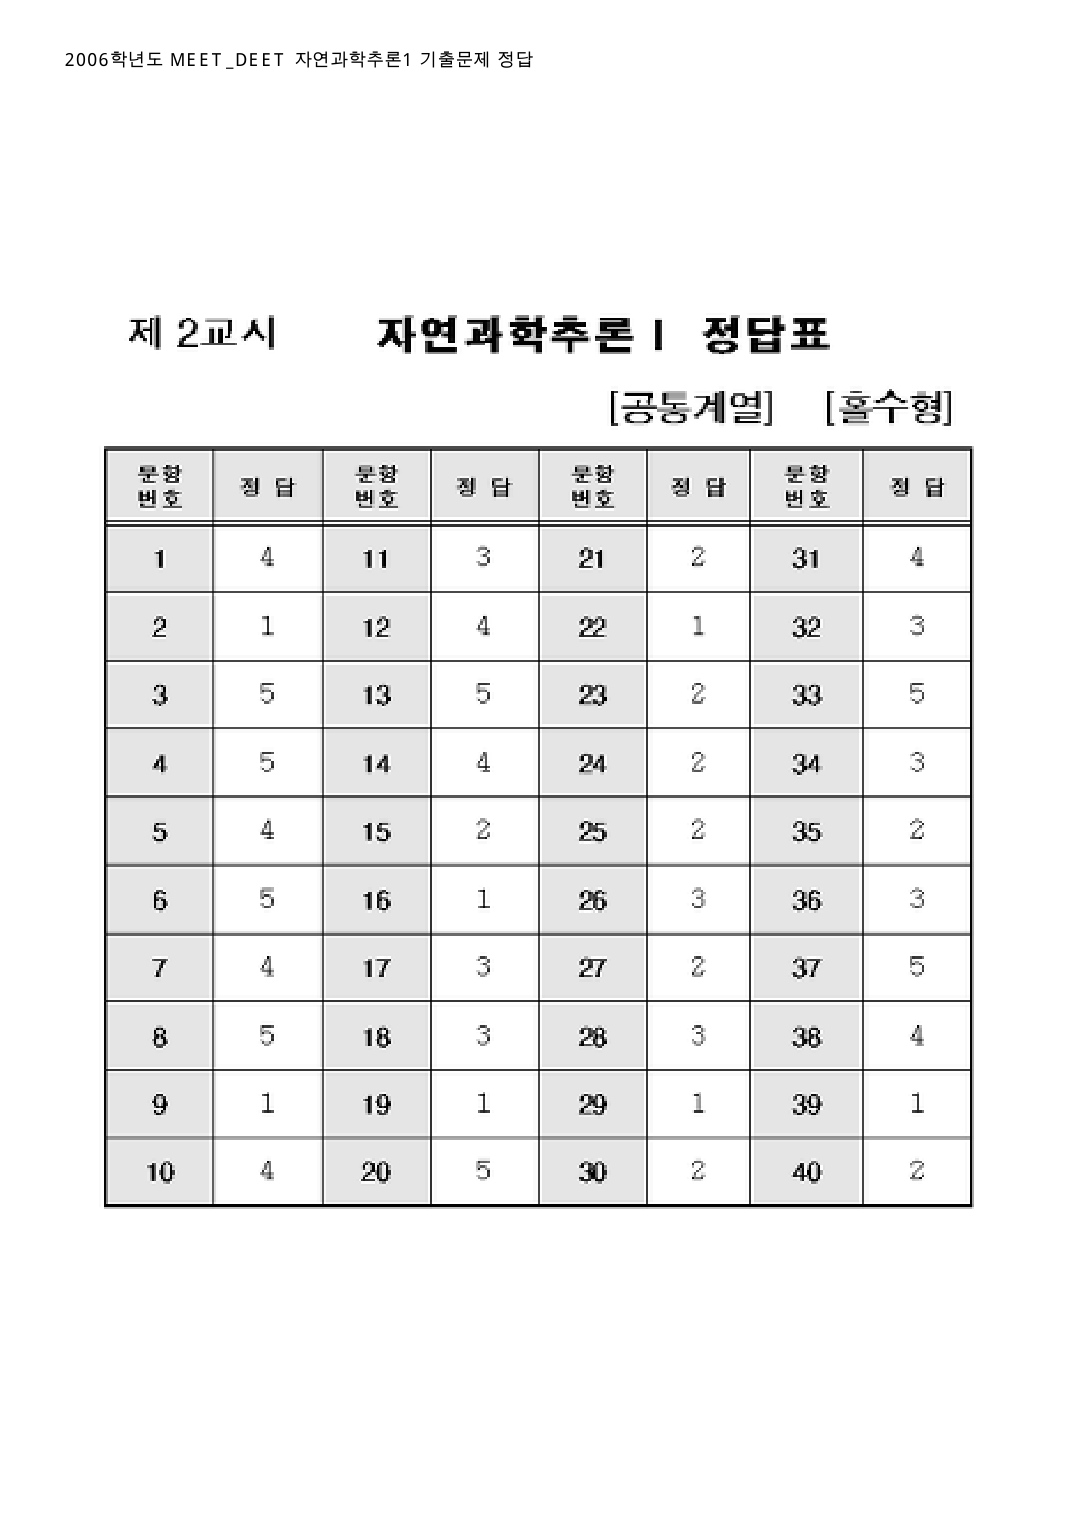 2006학년도 MEET_DEET 자연과학추론1 기출문제 정답
제 2교시 자연과학추론 I 정답표
[공통계열] [홀수형]
문항 번호 정 답 문항 번호 정 답 문항 번호 정 답 문항 번호 정 답
1 4 11 3 21 2 31 4
2 1 12 4 22 1 32 3
3 5 13 5 23 2 33 5
4 5 14 4 24 2 34 3
5 4 15 2 25 2 35 2
6 5 16 1 26 3 36 3
7 4 17 3 27 2 37 5
8 5 18 3 28 3 38 4
9 1 19 1 29 1 39 1
10 4 20 5 30 2 40 2